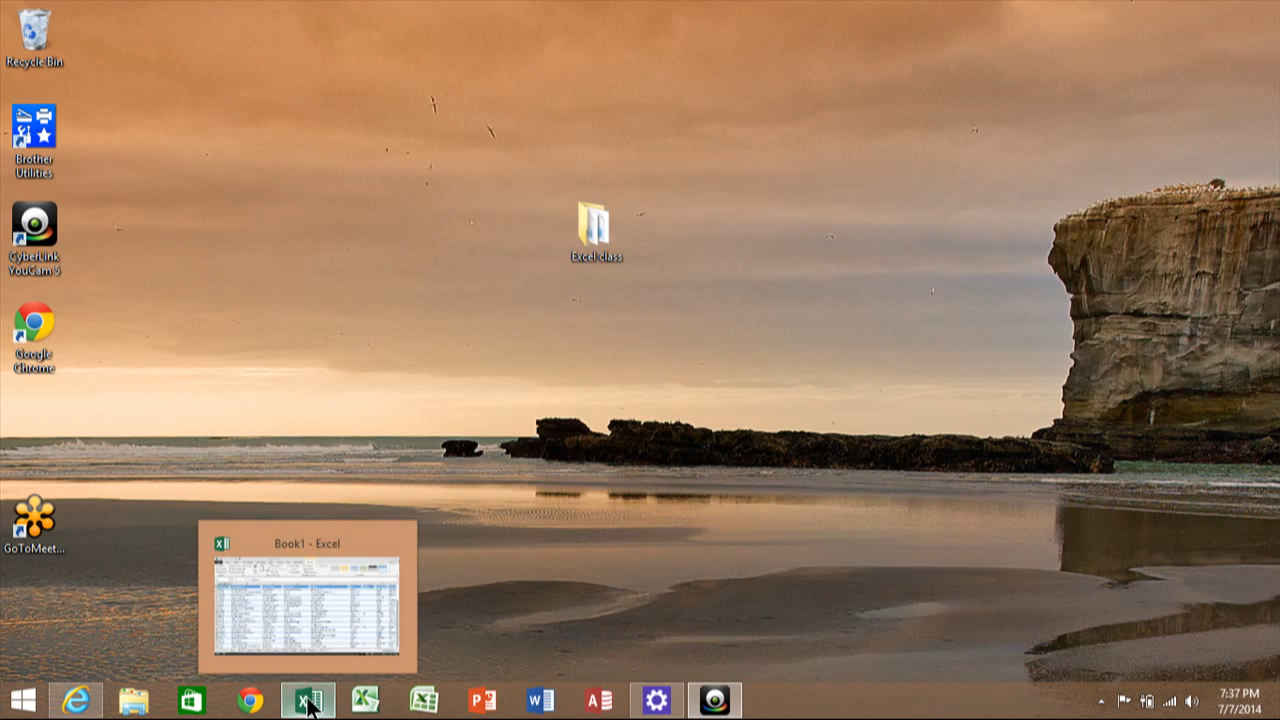 Recycle Bin
Brother
Utilities
CyberLink
YouCam 5
Google
Chrome
GoToMeet...
Excel class
Book1 - Excel
7:37 PM
7/7/2014